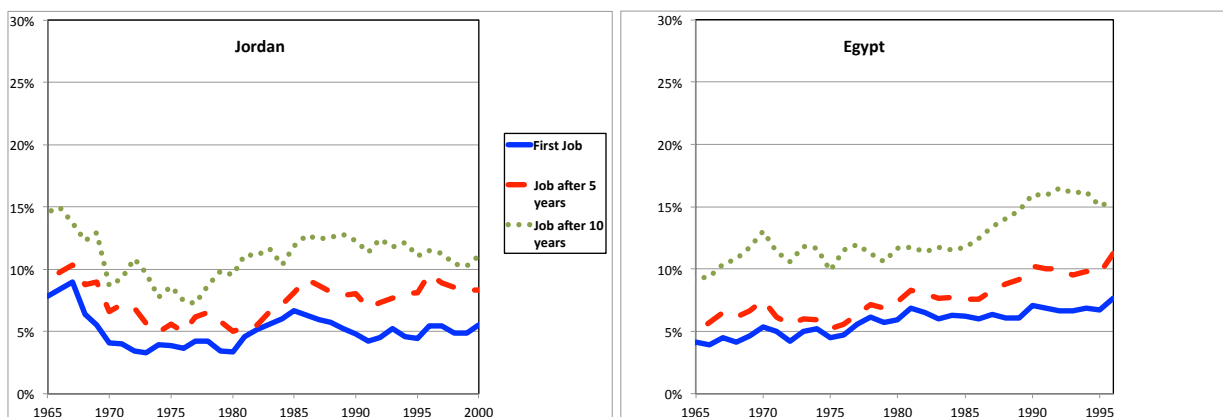 Jordan
30%
25%
20%
15%
10%
5%
0%
1965 1970 1975 1980 1985 1990 1995 2000
First Job
Job after 5
years
Job after 10
years
Egypt
30%
25%
20%
15%
10%
5%
0%
1965 1970 1975 1980 1985 1990 1995